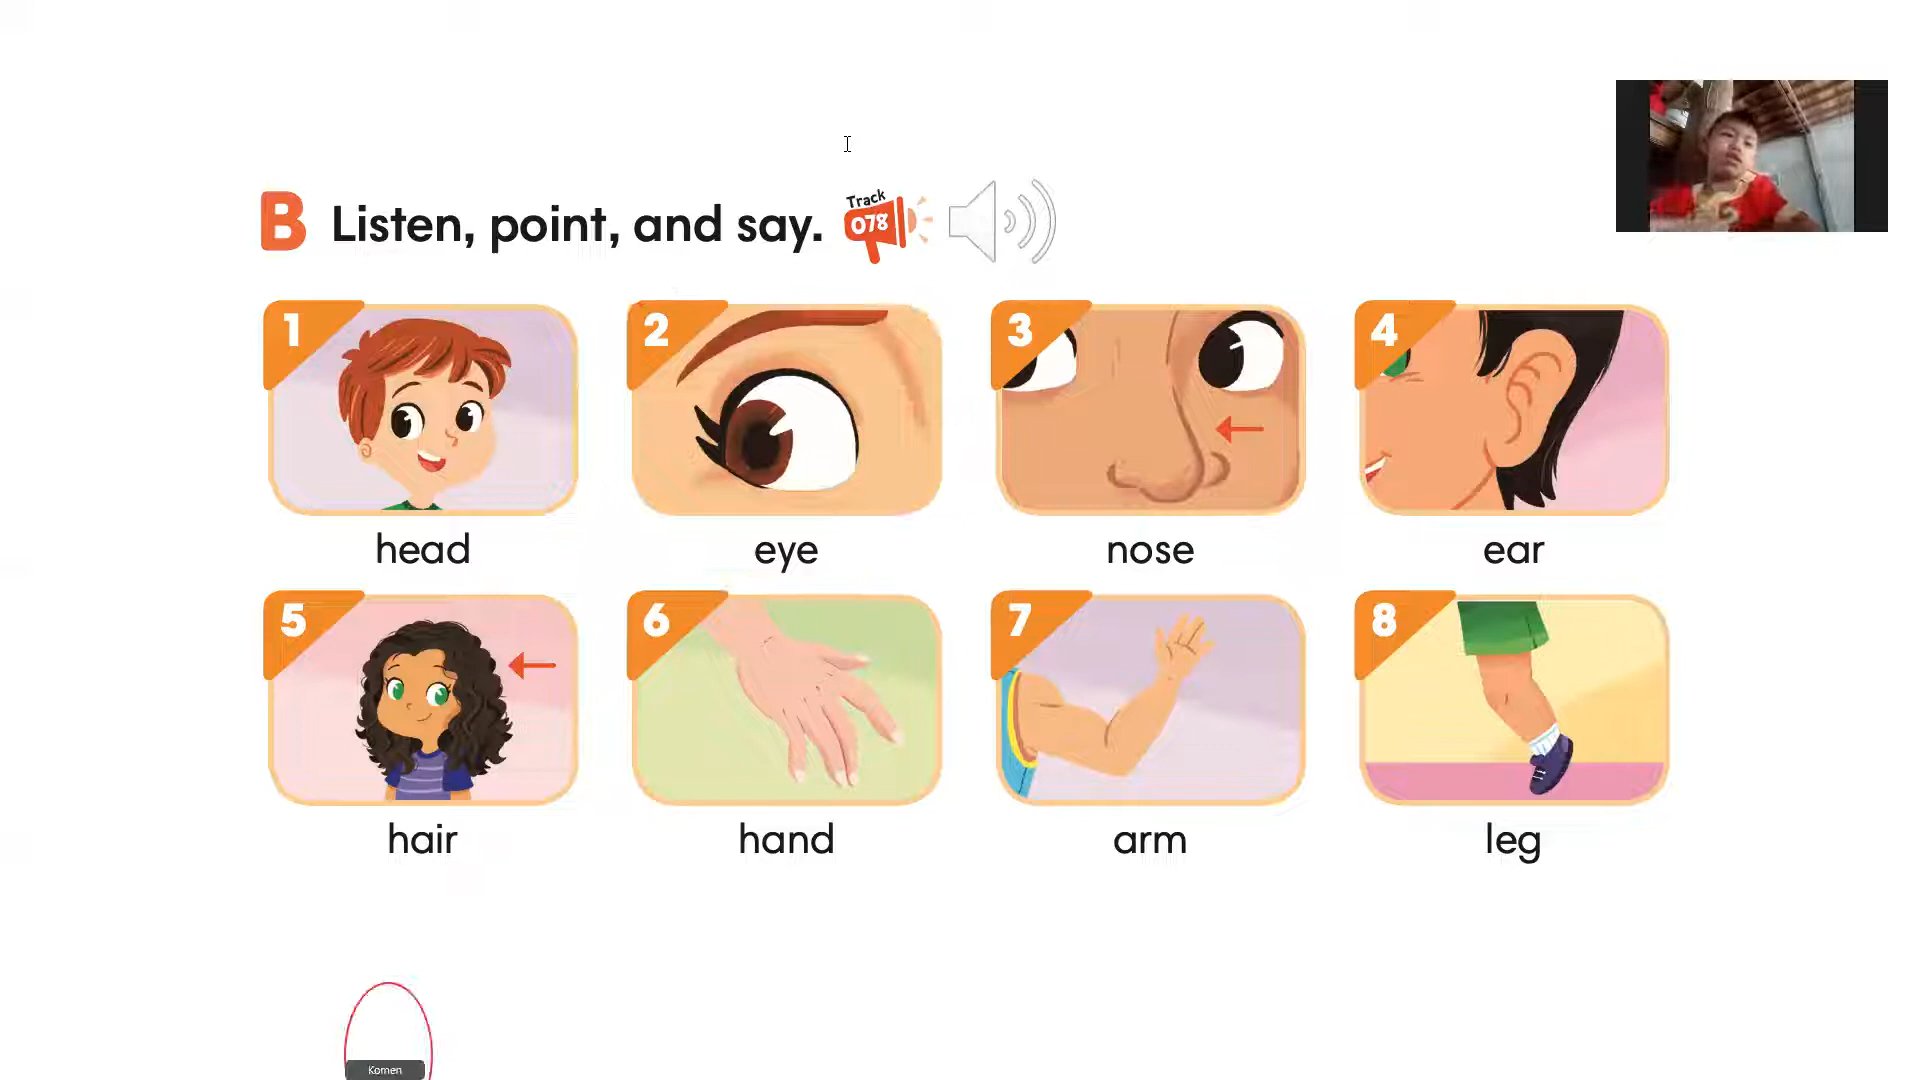 B Listen, point, and say. Track 078
1 2 3 4
head eye nose ear
5 6 7 8
hair hand arm leg
Komen